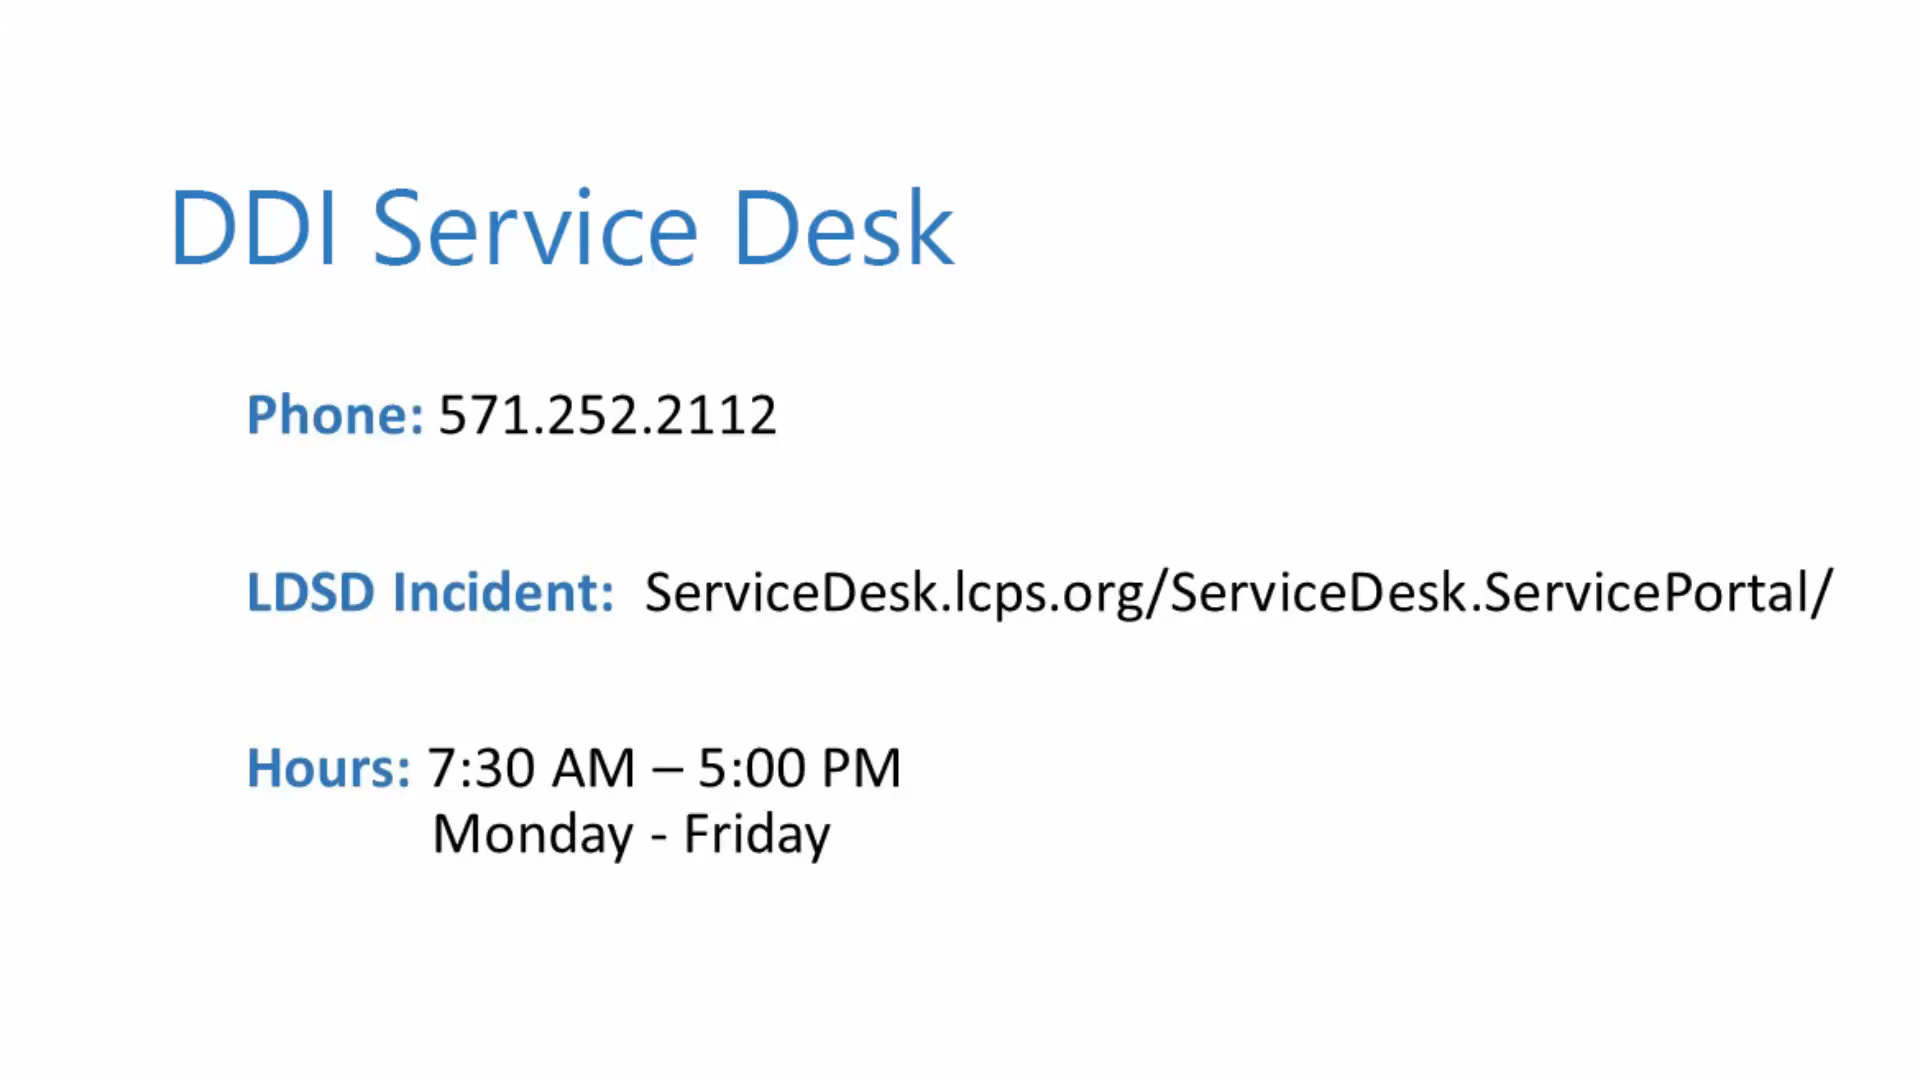 DDI Service Desk
Phone: 571.252.2112
LDSD Incident: ServiceDesk.lcps.org/ServiceDesk.ServicePortal/
Hours: 7:30 AM – 5:00 PM
Monday - Friday